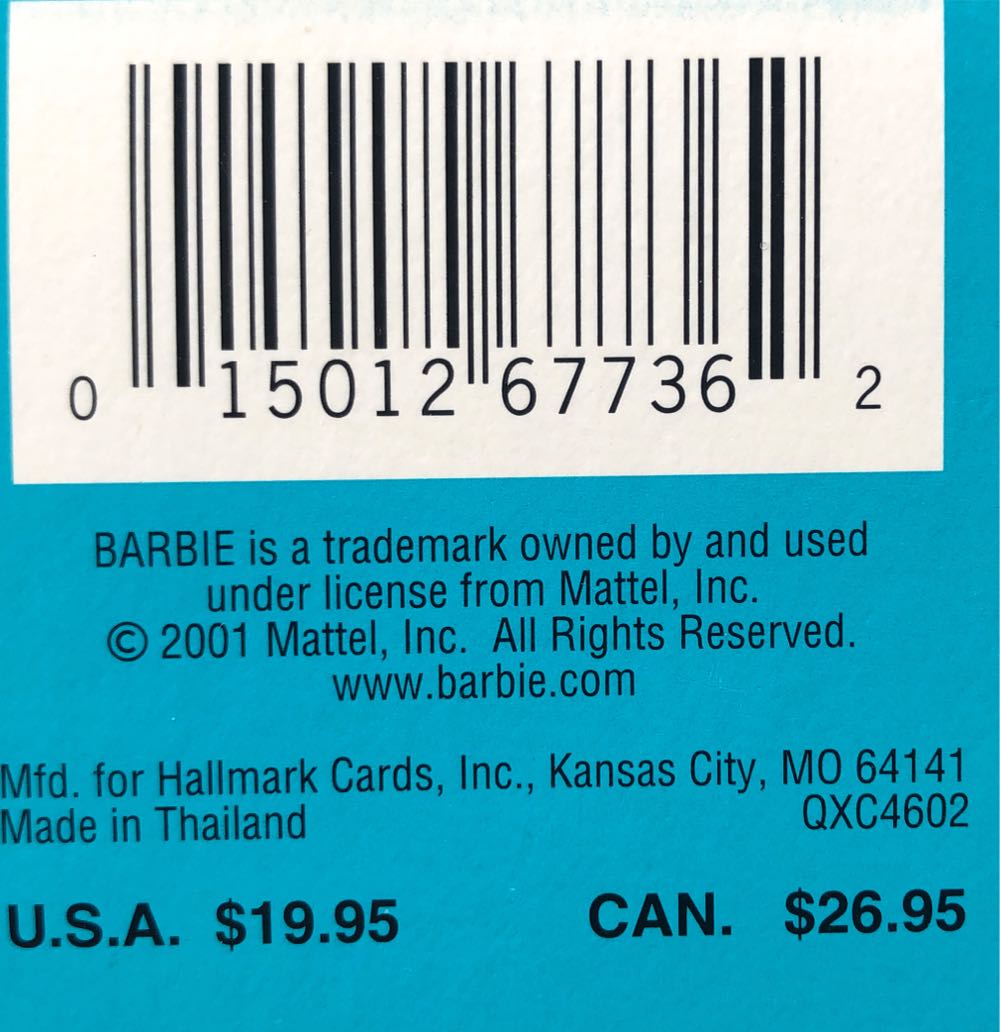 0 15012 67736 2
BARBIE is a trademark owned by and used
under license from Mattel, Inc.
© 2001 Mattel, Inc. All Rights Reserved.
www.barbie.com
Mfd. for Hallmark Cards, Inc., Kansas City, MO 64141
Made in Thailand QXC4602
U.S.A. $19.95 CAN. $26.95